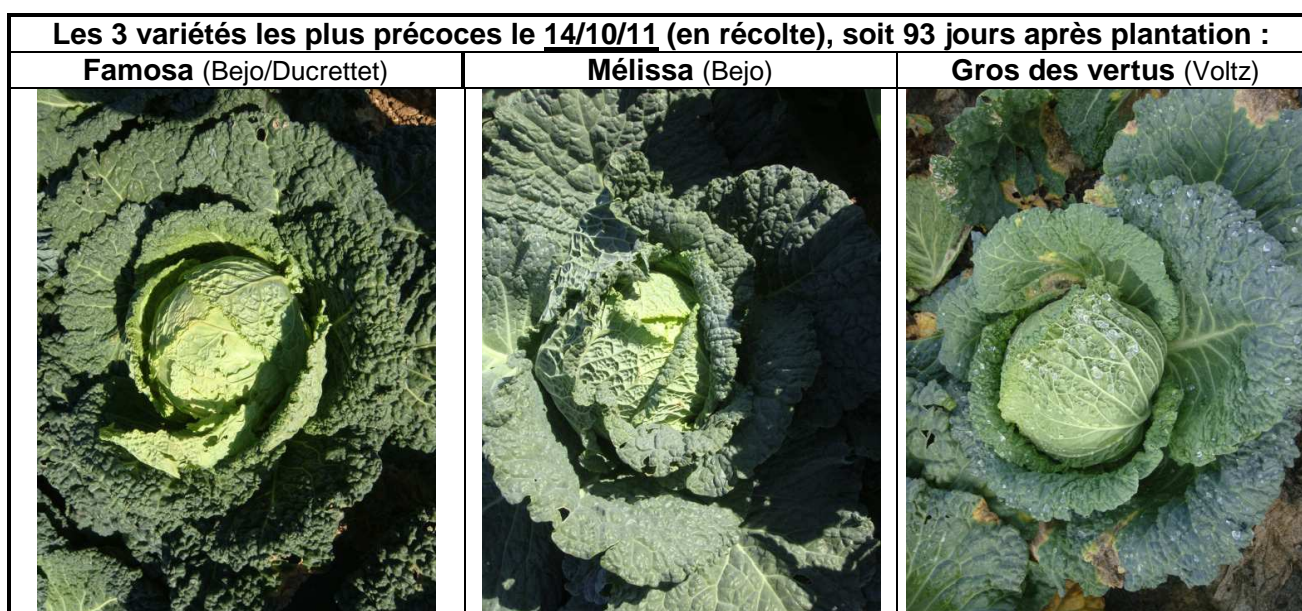 Les 3 variétés les plus précoces le 14/10/11 (en récolte), soit 93 jours après plantation :
Famosa (Bejo/Ducrettet)
Mélissa (Bejo)
Gros des vertus (Voltz)